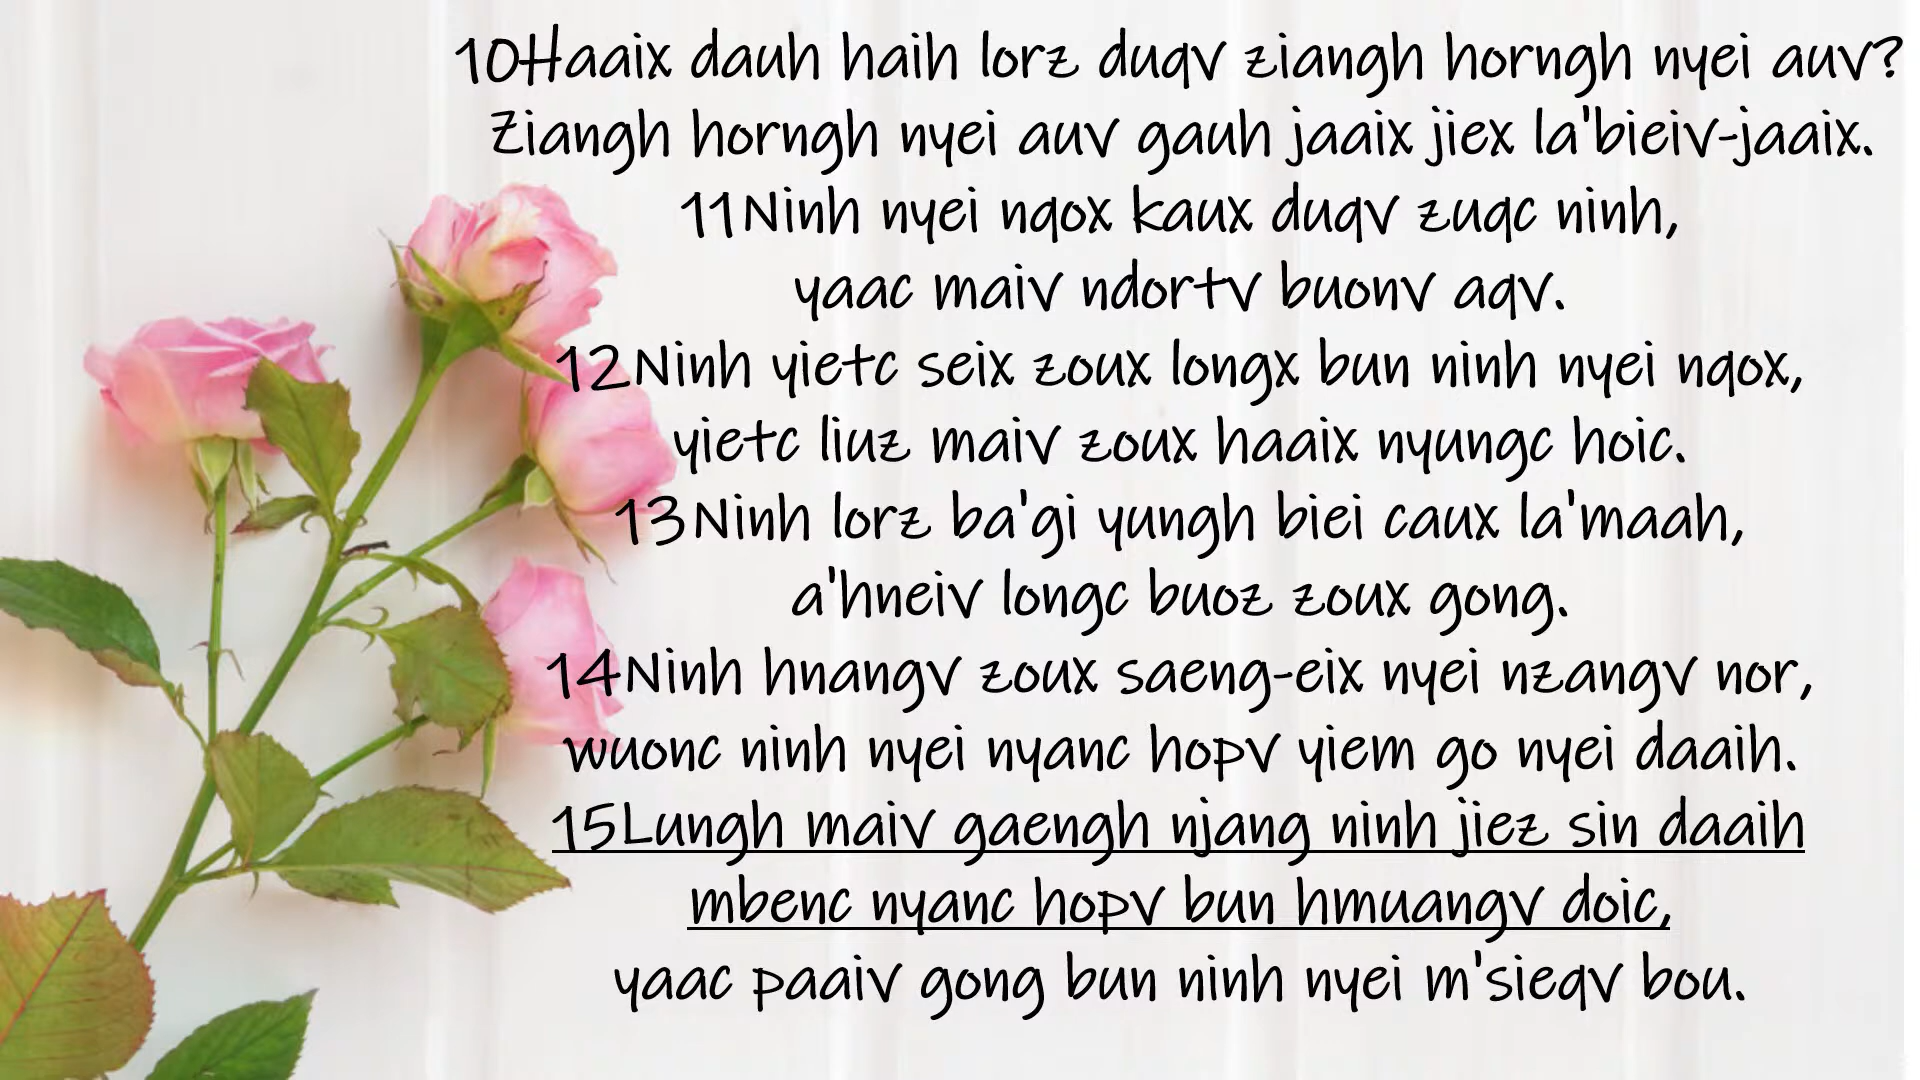 10Haaix dauh haih lorz duqv ziangh horngh nyei auv?
Ziangh horngh nyei auv gauh jaaix jiex la'bieiv-jaaix.
11Ninh nyei nqox kaux duqv zuqc ninh,
yaac maiv ndortv buonv aqv.
12Ninh yietc seix zoux longx bun ninh nyei nqox,
yietc liuz maiv zoux haaix nyungc hoic.
13Ninh lorz ba'gi yungh biei caux la'maah,
a'hneiv longc buoz zoux gong.
14Ninh hnangv zoux saeng-eix nyei nzangv nor,
wuonc ninh nyei nyanc hopv yiem go nyei daaih.
15Lungh maiv gaengh njang ninh jiez sin daaih
mbenc nyanc hopv bun hmuangv doic,
yaac paaiv gong bun ninh nyei m'sieqv bou.